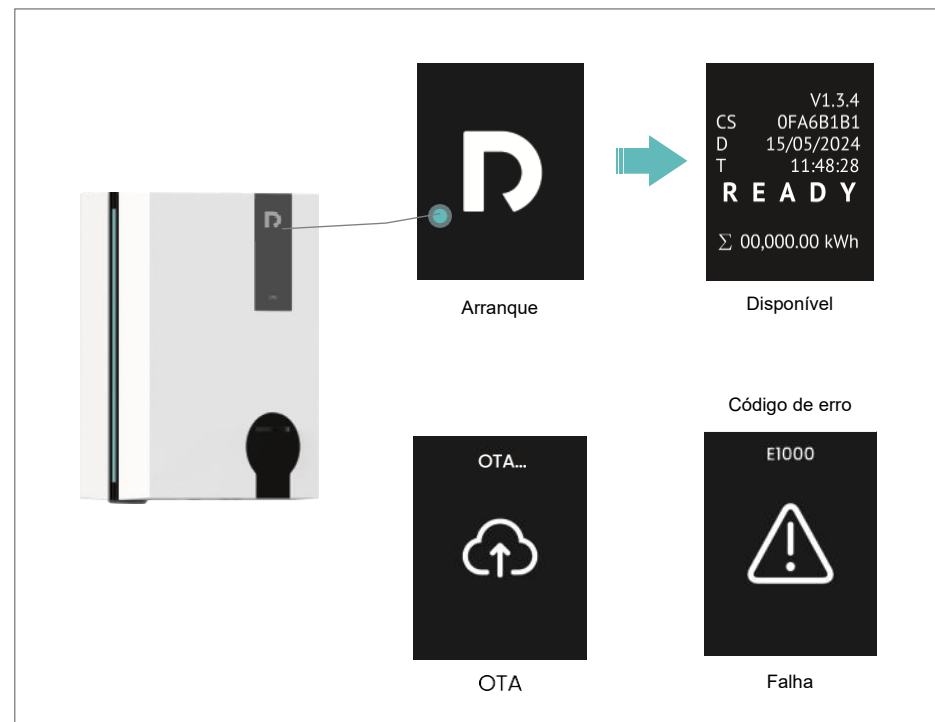 V1.3.4
CS 0FA6B1B1
D 15/05/2024
T 11:48:28
READY
∑ 00,000.00 kWh
Arranque
Disponível
Código de erro
OTA...
E1000
OTA
Falha